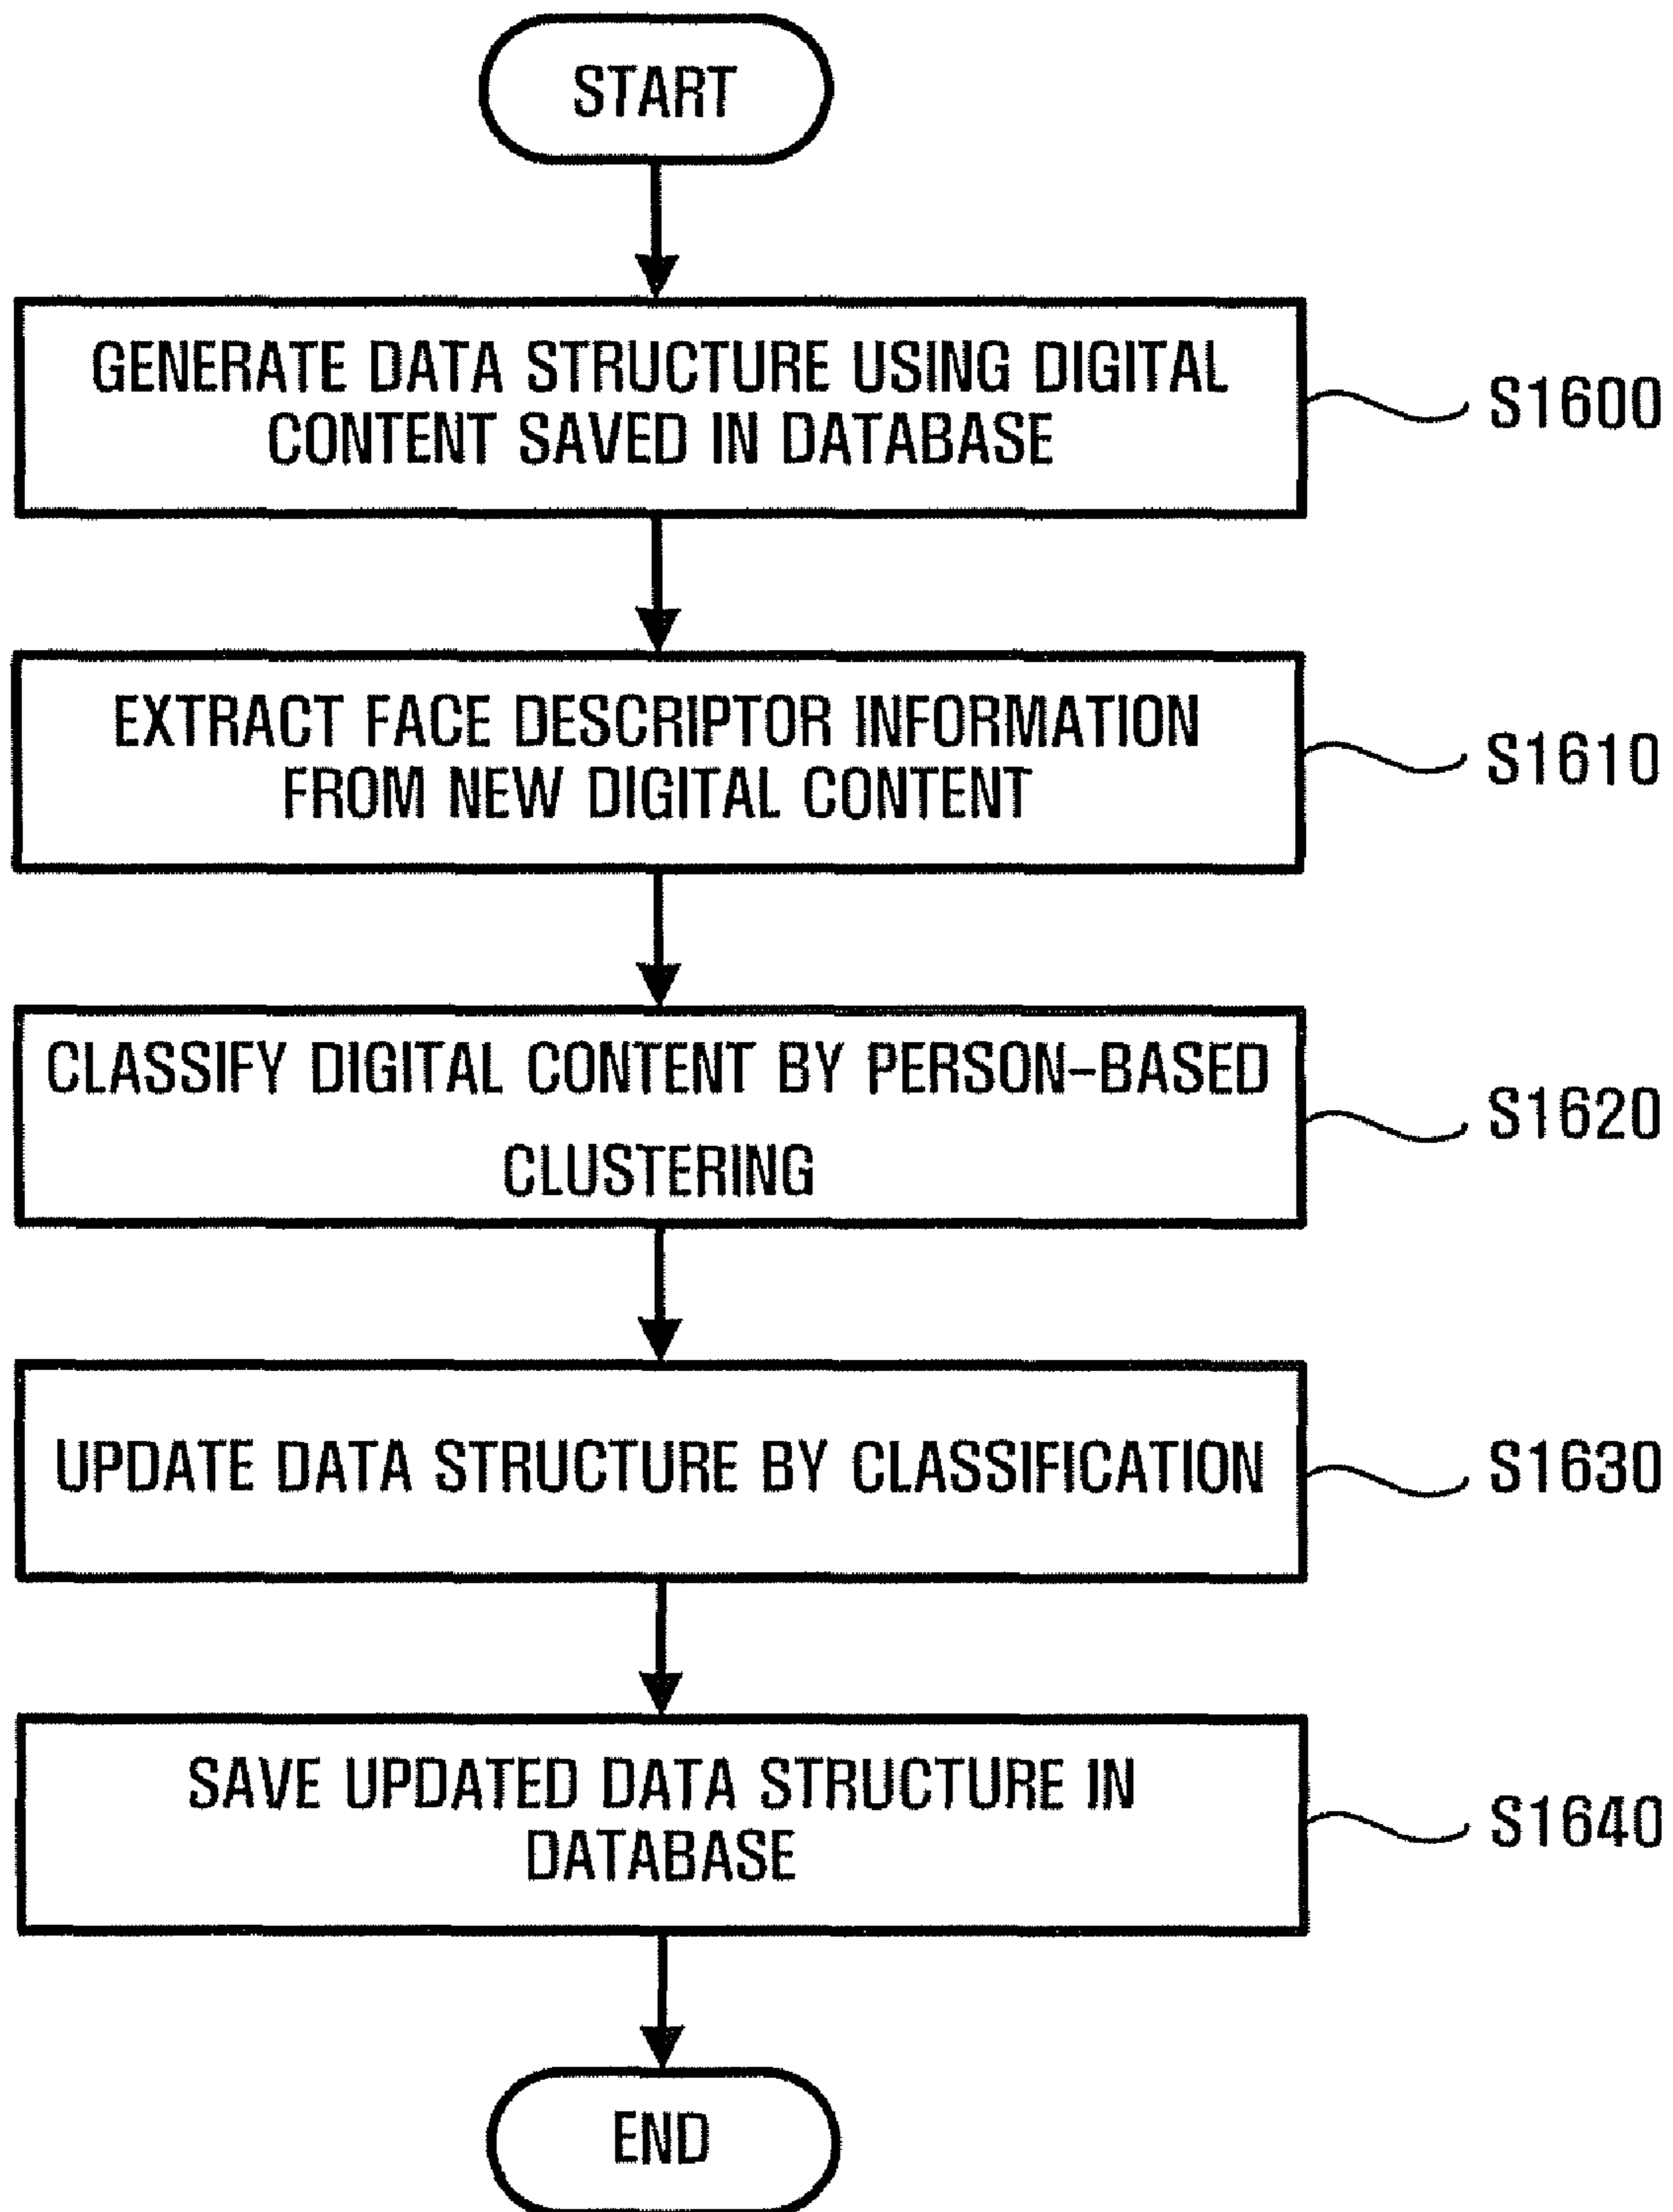 START
GENERATE DATA STRUCTURE USING DIGITAL
CONTENT SAVED IN DATABASE
S1600
EXTRACT FACE DESCRIPTOR INFORMATION
FROM NEW DIGITAL CONTENT
S1610
CLASSIFY DIGITAL CONTENT BY PERSON-BASED
CLUSTERING
S1620
UPDATE DATA STRUCTURE BY CLASSIFICATION
S1630
SAVE UPDATED DATA STRUCTURE IN
DATABASE
S1640
END